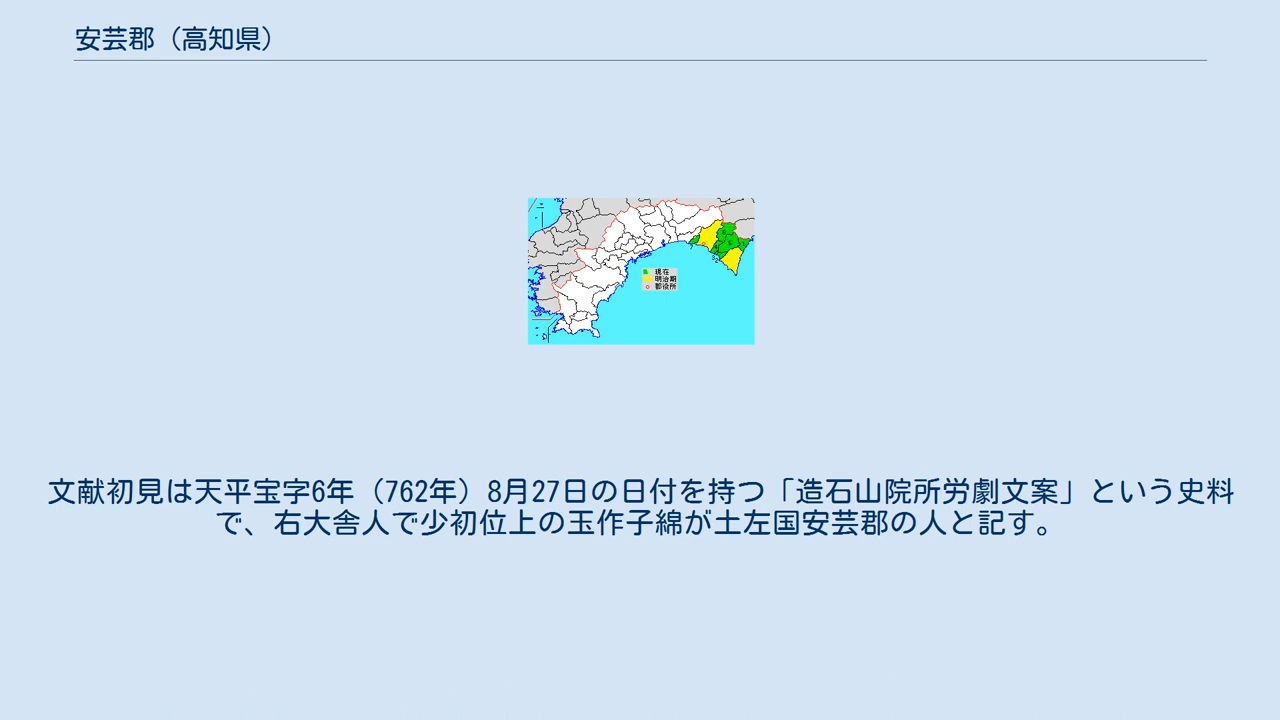 安芸郡（高知県）
現在
明治期
郡役所
文献初見は天平宝字6年（762年）8月27日の日付を持つ「造石山院所労劇文案」という史料
で、右大舎人で少初位上の玉作子綿が土左国安芸郡の人と記す。